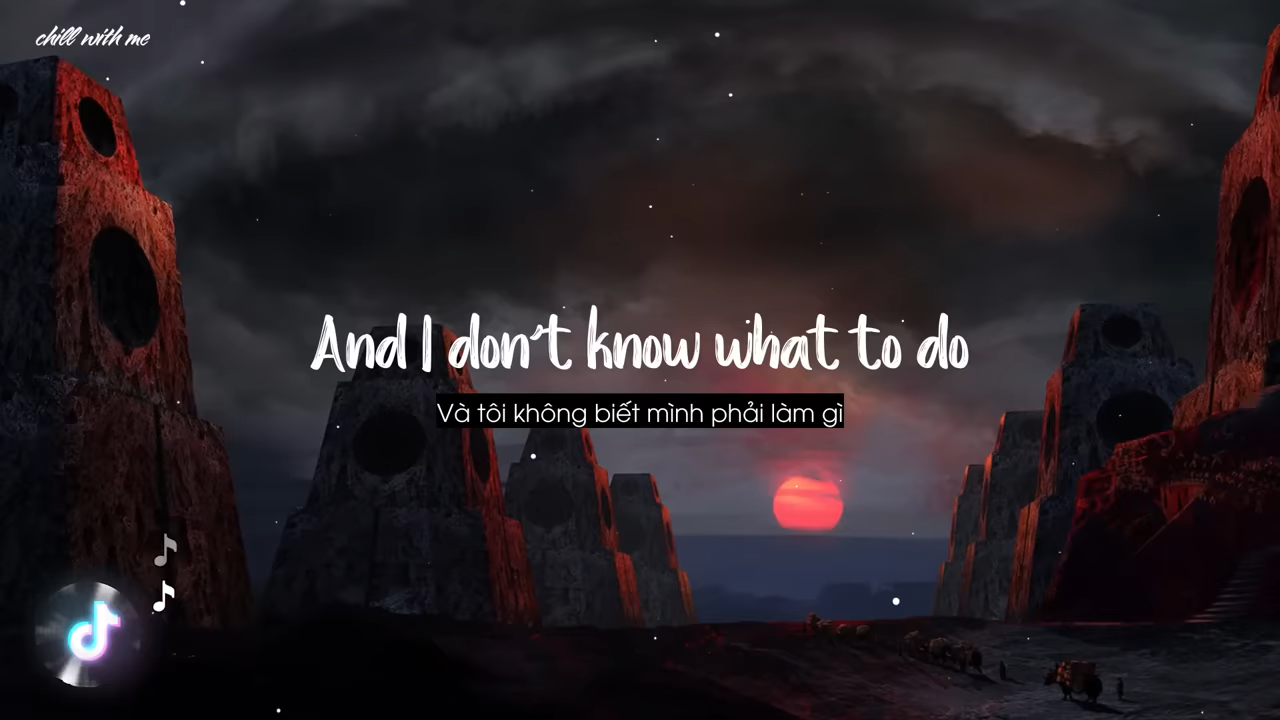 chill with me
And I don't know what to do
Và tôi không biết mình phải làm gì